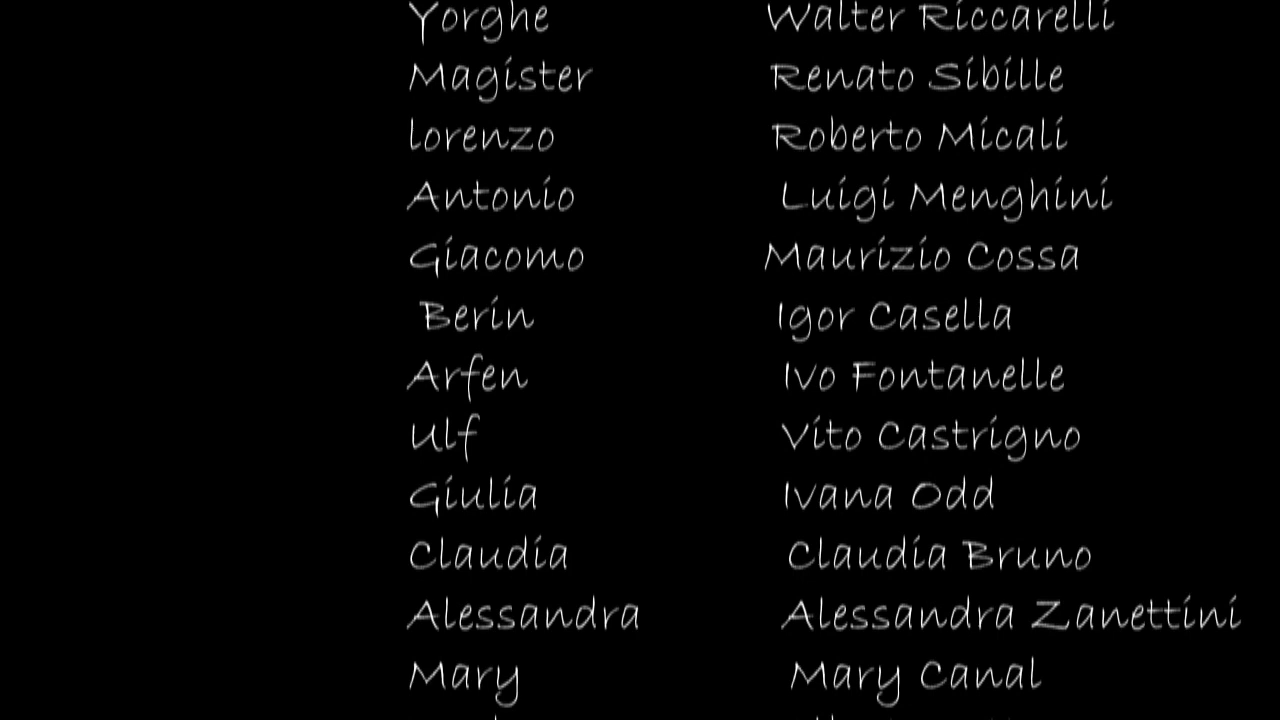 Yorghe Walter Riccarelli
Magister Renato Sibille
lorenzo Roberto Micali
Antonio Luigi Menghini
Giacomo Maurizio Cossa
Berin Igor Casella
Arfen Ivo Fontanelle
Ulf Vito Castrigno
Giulia Ivana Odd
Claudia Claudia Bruno
Alessandra Alessandra Zanettini
Mary Mary Canal